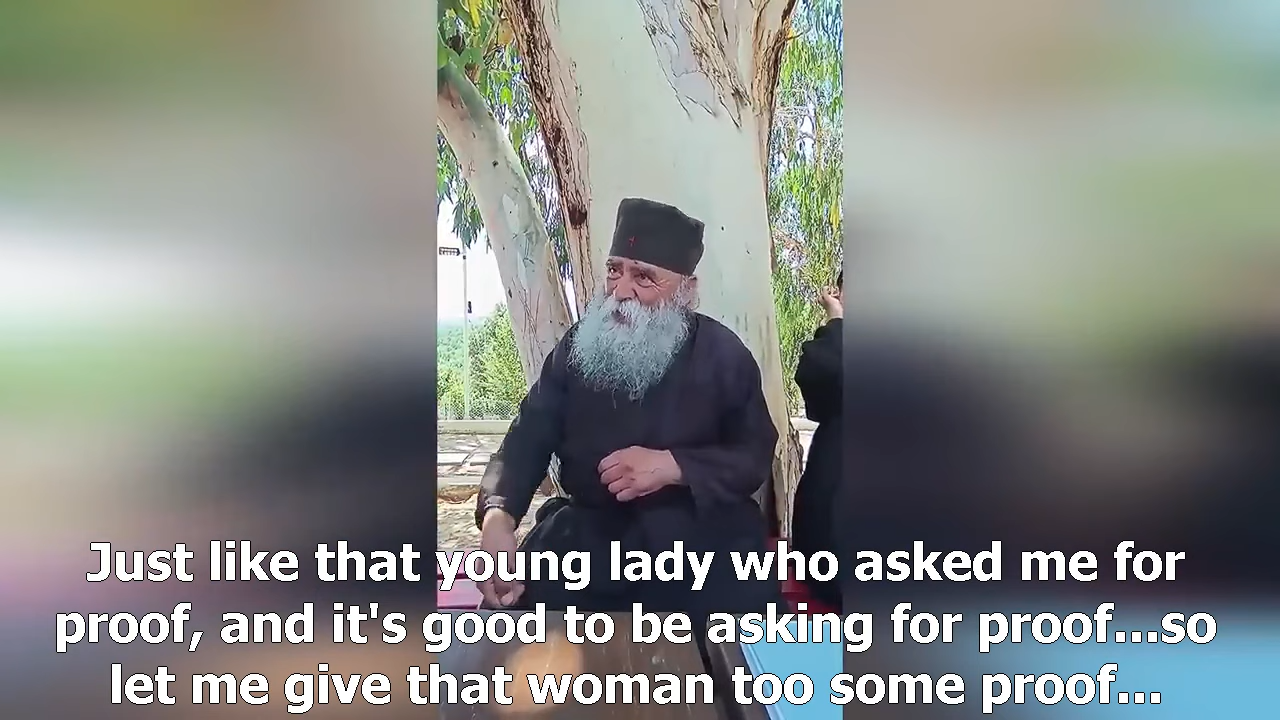 Just like that young lady who asked me for
proof, and it's good to be asking for proof...so
let me give that woman too some proof...